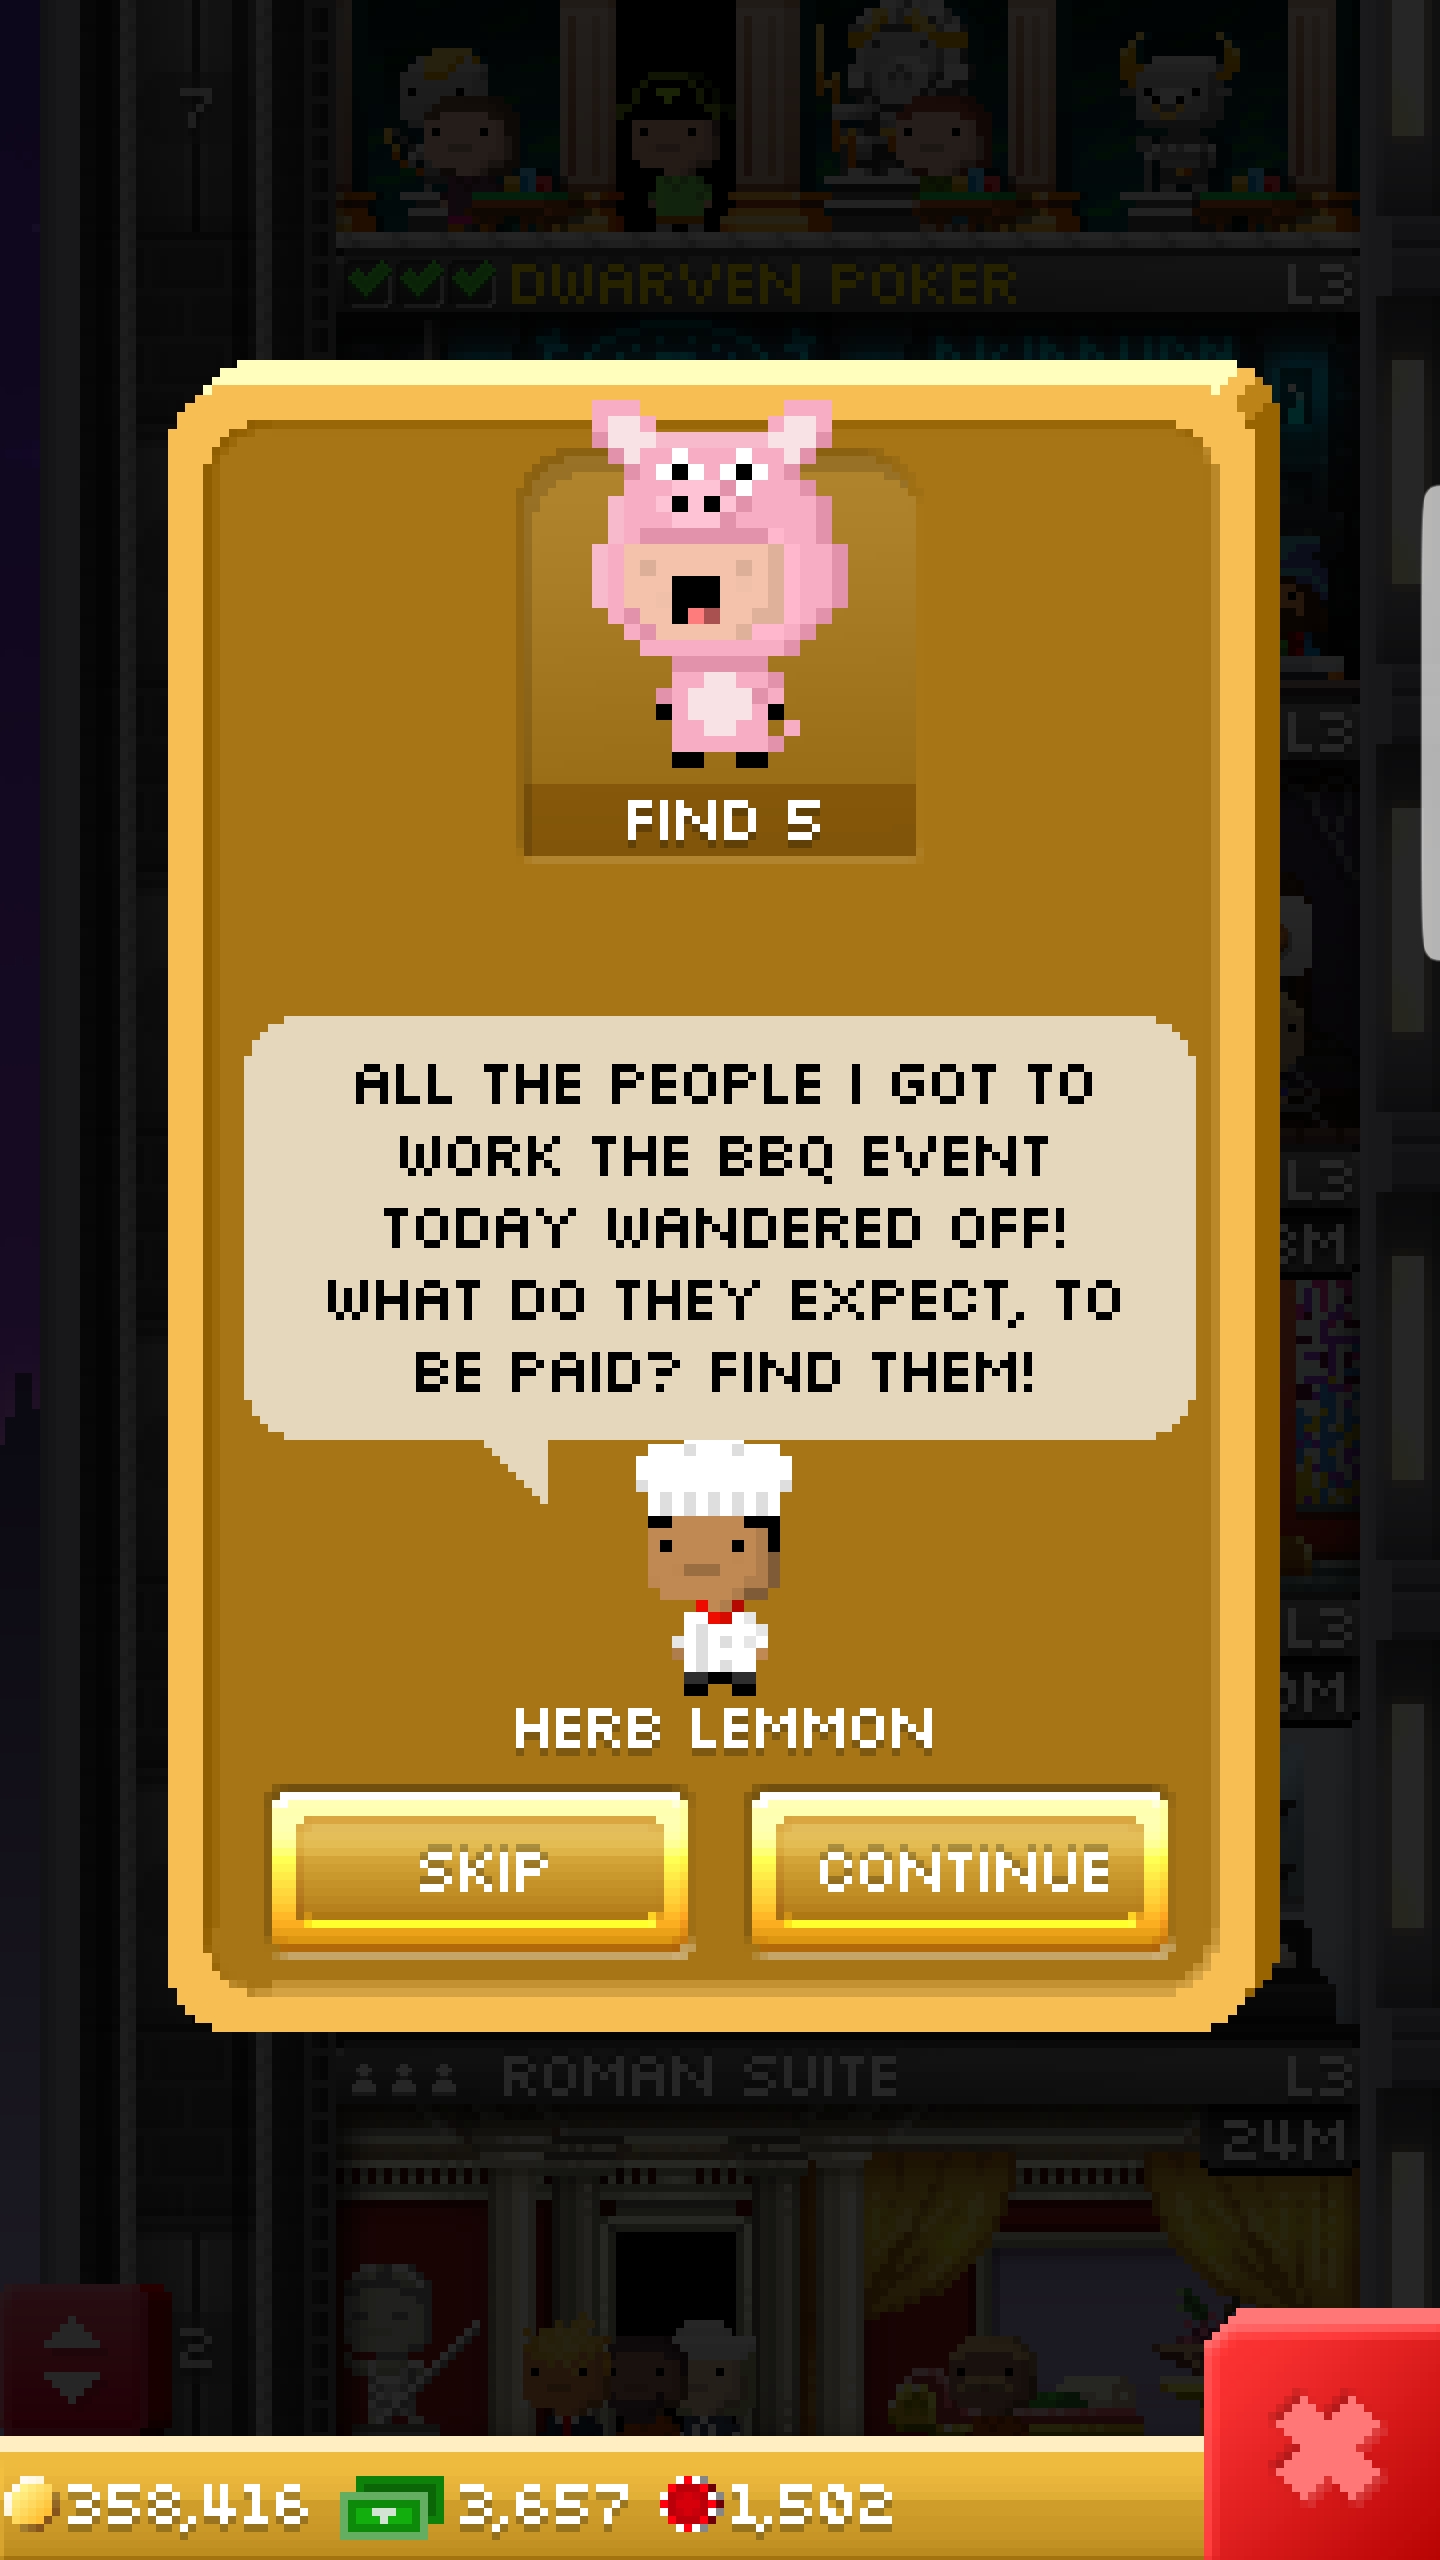 7
DWARVEN POKER L3
FIND 5
L3
ALL THE PEOPLE I GOT TO
WORK THE BBQ EVENT
TODAY WANDERED OFF!
WHAT DO THEY EXPECT, TO
BE PAID? FIND THEM!
L3
L3
HERB LEMMON
SKIP CONTINUE
ROMAN SUITE L3
24M
2
358,416 3,657 1,502